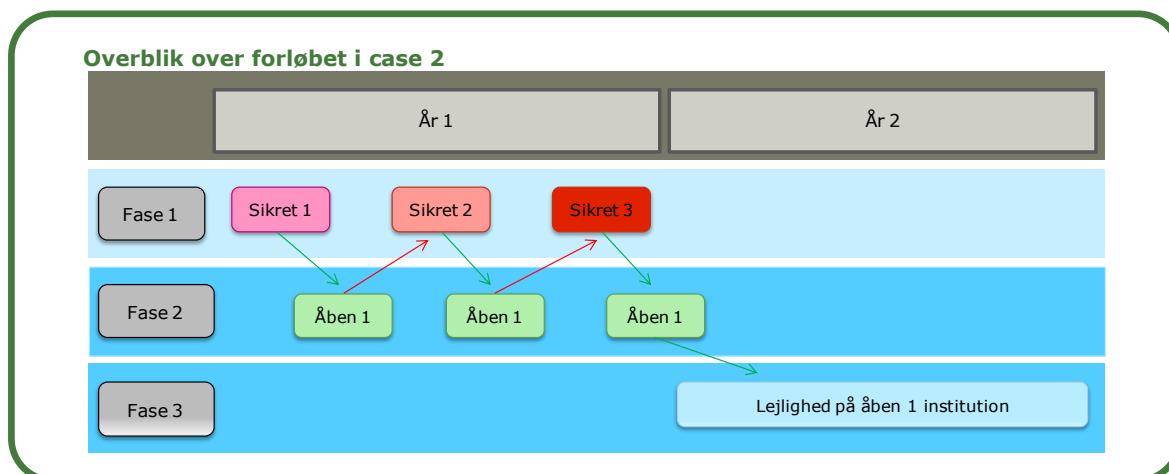 Overblik over forløbet i case 2
År 1
År 2
Fase 1
Sikret 1
Sikret 2
Sikret 3
Fase 2
Åben 1
Åben 1
Åben 1
Fase 3
Lejlighed på åben 1 institution